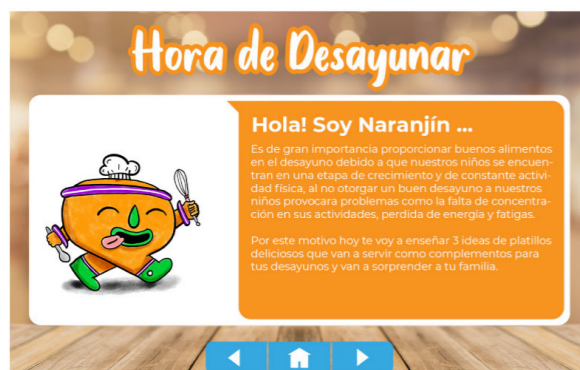 Hora de Desayunar
Hola! Soy Naranjín ...
Es de gran importancia proporcionar buenos alimentos
en el desayuno debido a que nuestros niños se encuen-
tran en una etapa de crecimiento y de constante activi-
dad física, al no otorgar un buen desayuno a nuestros
niños provocara problemas como la falta de concentra-
ción en sus actividades, perdida de energía y fatigas.
Por este motivo hoy te voy a enseñar 3 ideas de platillos
deliciosos que van a servir como complementos para
tus desayunos y van a sorprender a tu familia.